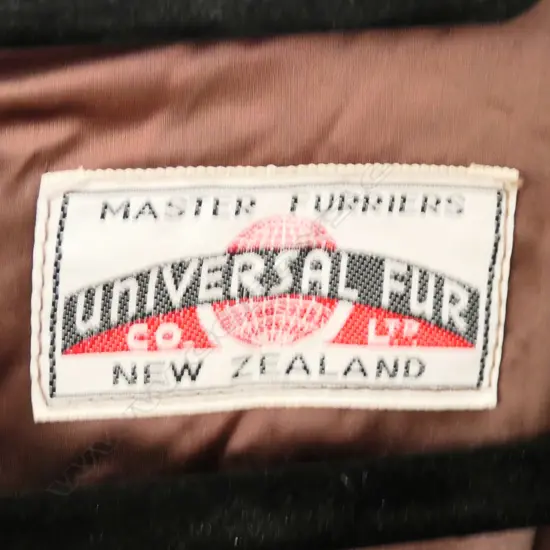 MASTER FURRIERS
UNIVERSAL FUR
CO. LTD
NEW ZEALAND